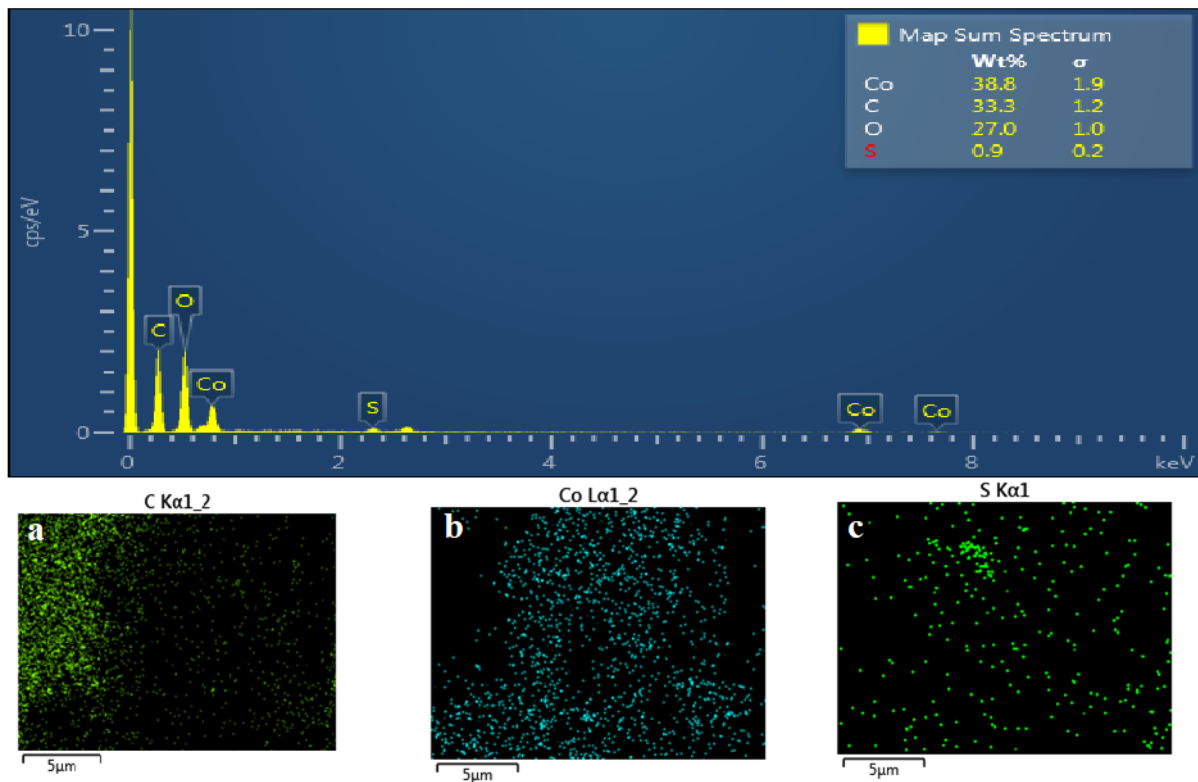 Map Sum Spectrum
Wt% σ
Co 38.8 1.9
C 33.3 1.2
O 27.0 1.0
S 0.9 0.2
10
5
0
cps/eV
C
O
Co
S
Co
Co
0 2 4 6 8 keV
C Kα1_2
Co Lα1_2
S Kα1
a
b
c
5µm
5µm
5µm